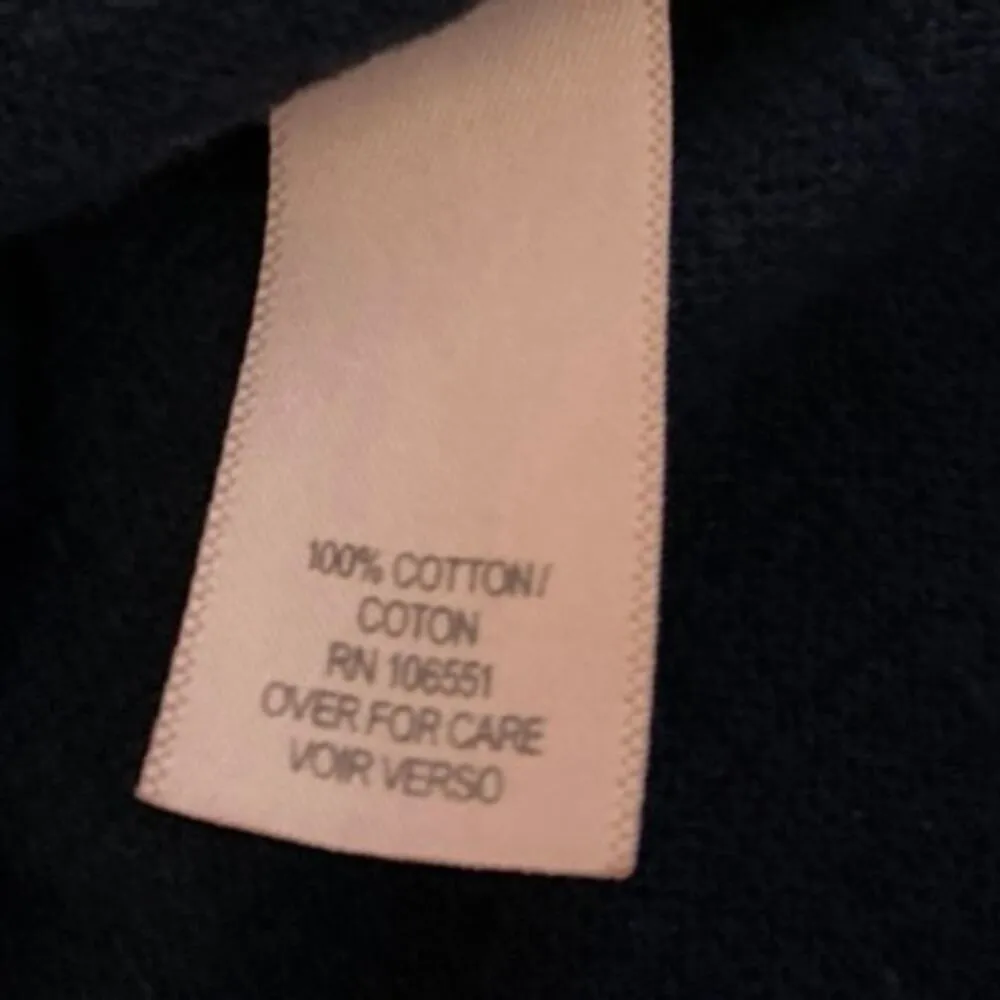 100% COTTON/
COTON
RN 106551
OVER FOR CARE
VOIR VERSO